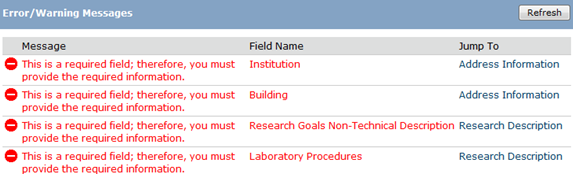 Error/Warning Messages Refresh
Message Field Name Jump To
This is a required field; therefore, you must Institution Address Information
provide the required information.
This is a required field; therefore, you must Building Address Information
provide the required information.
This is a required field; therefore, you must Research Goals Non-Technical Description Research Description
provide the required information.
This is a required field; therefore, you must Laboratory Procedures Research Description
provide the required information.